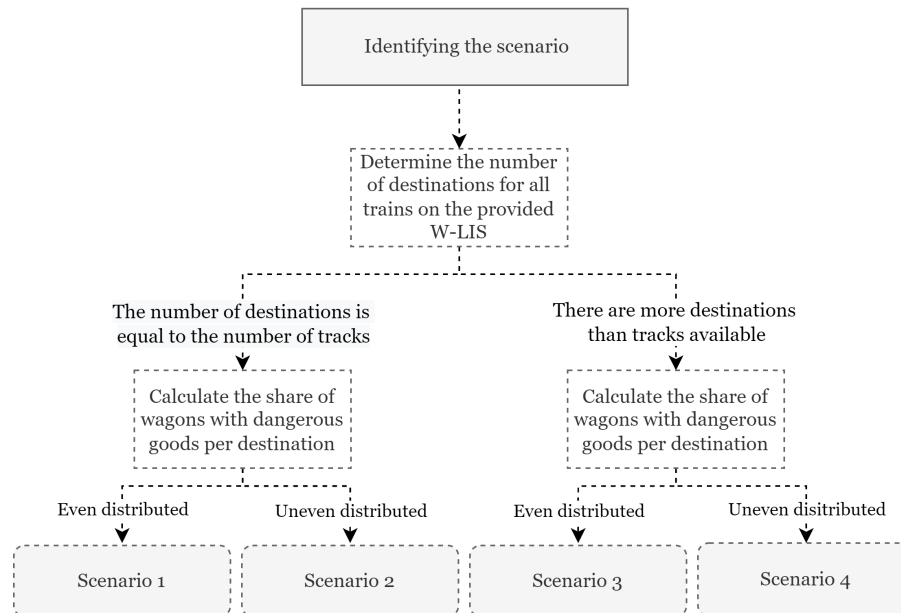 Identifying the scenario
Determine the number
of destinations for all
trains on the provided
W-LIS
The number of destinations is
equal to the number of tracks
There are more destinations
than tracks available
Calculate the share of
wagons with dangerous
goods per destination
Calculate the share of
wagons with dangerous
goods per destination
Even distributed
Uneven distributed
Even distributed
Uneven disitributed
Scenario 1
Scenario 2
Scenario 3
Scenario 4